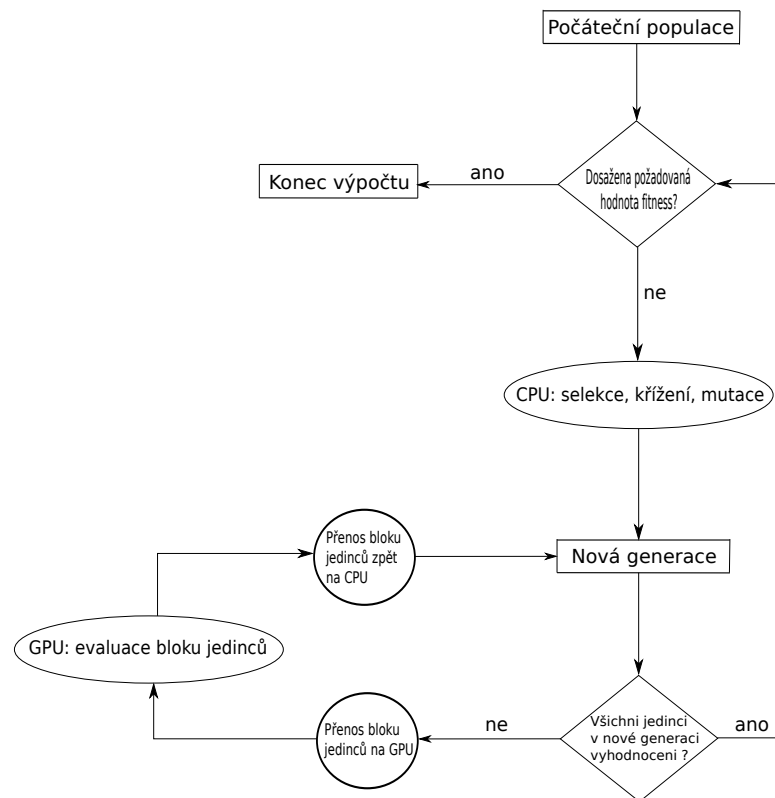 Počáteční populace
Dosažena požadovaná
hodnota fitness?
ano
Konec výpočtu
ne
CPU: selekce, křížení, mutace
Přenos bloku
jedinců zpět
na CPU
Nová generace
GPU: evaluace bloku jedinců
Všichni jedinci
v nové generaci
vyhodnoceni ?
ne
ano
Přenos bloku
jedinců na GPU